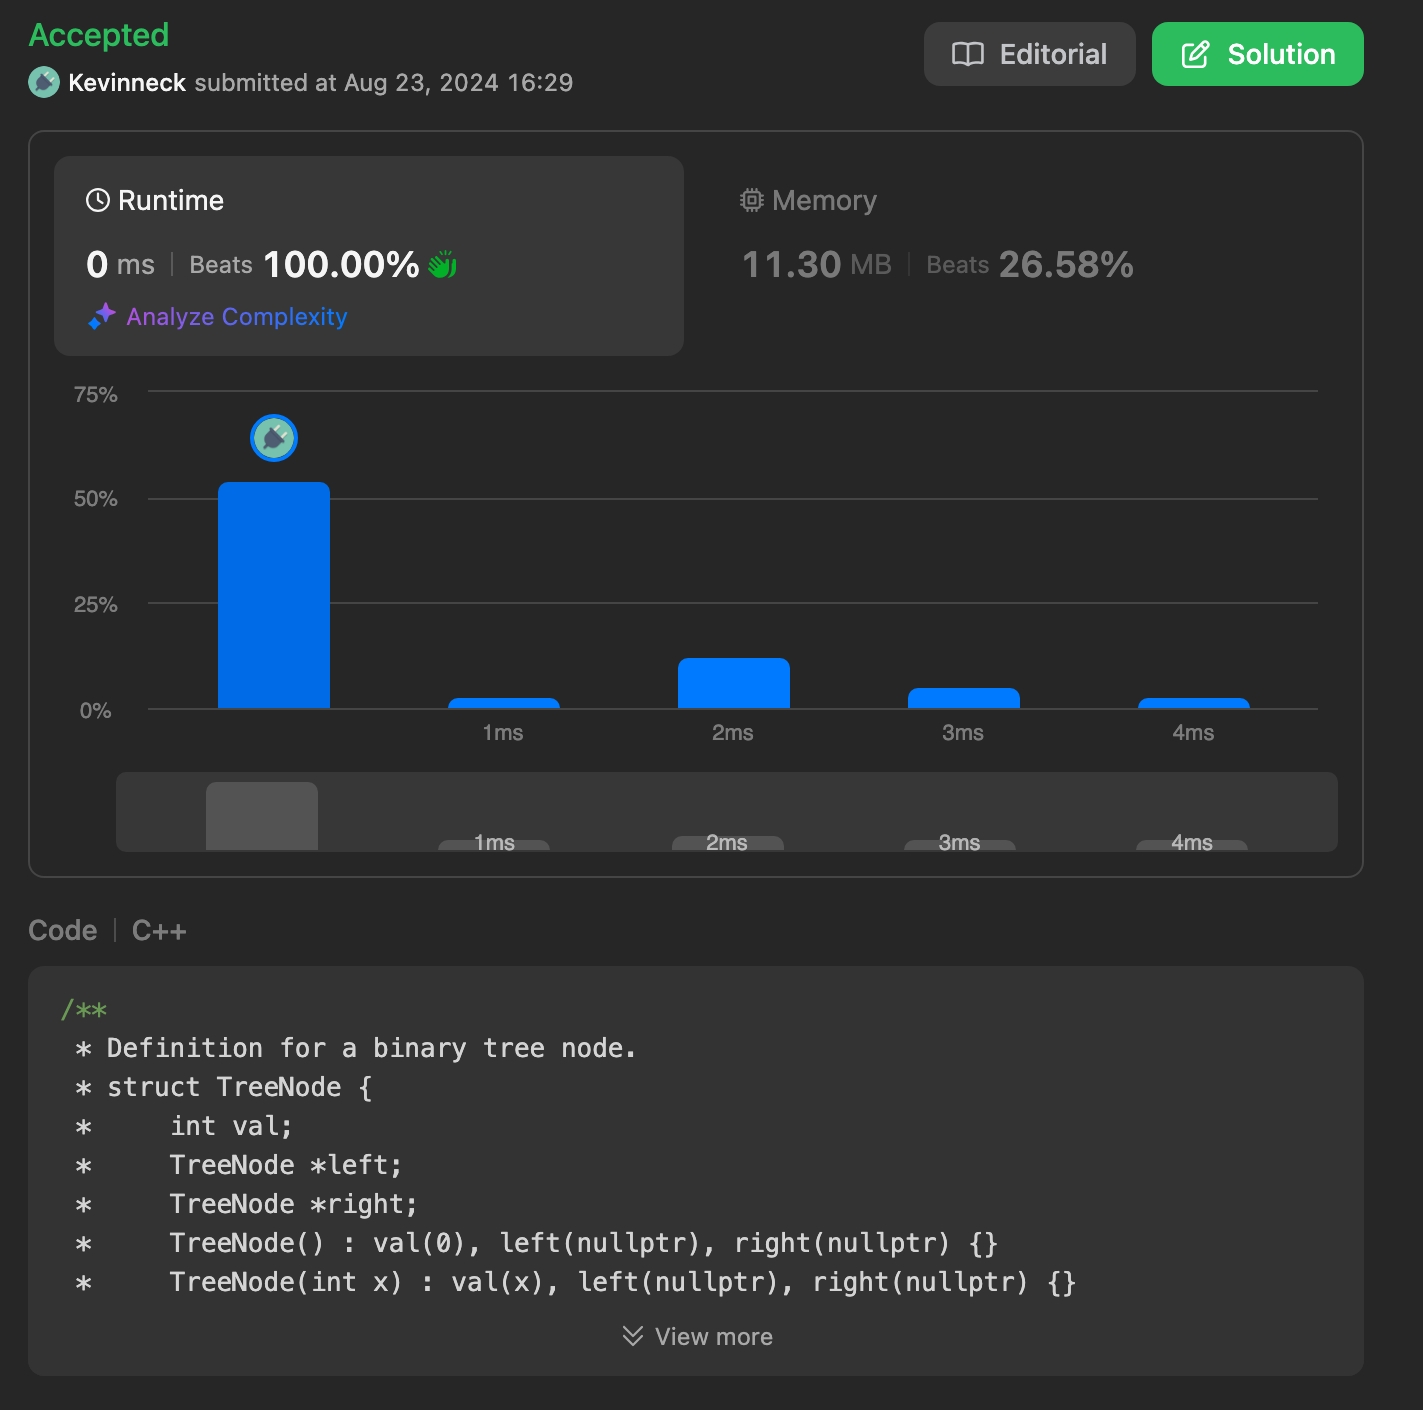 Accepted
Editorial
Solution
Kevinneck submitted at Aug 23, 2024 16:29
Runtime
0 ms | Beats 100.00%
Analyze Complexity
Memory
11.30 MB | Beats 26.58%
75%
50%
25%
0%
1ms 2ms 3ms 4ms
1ms 2ms 3ms 4ms
Code | C++
/**
 * Definition for a binary tree node.
 * struct TreeNode {
 *     int val;
 *     TreeNode *left;
 *     TreeNode *right;
 *     TreeNode() : val(0), left(nullptr), right(nullptr) {}
 *     TreeNode(int x) : val(x), left(nullptr), right(nullptr) {}
View more